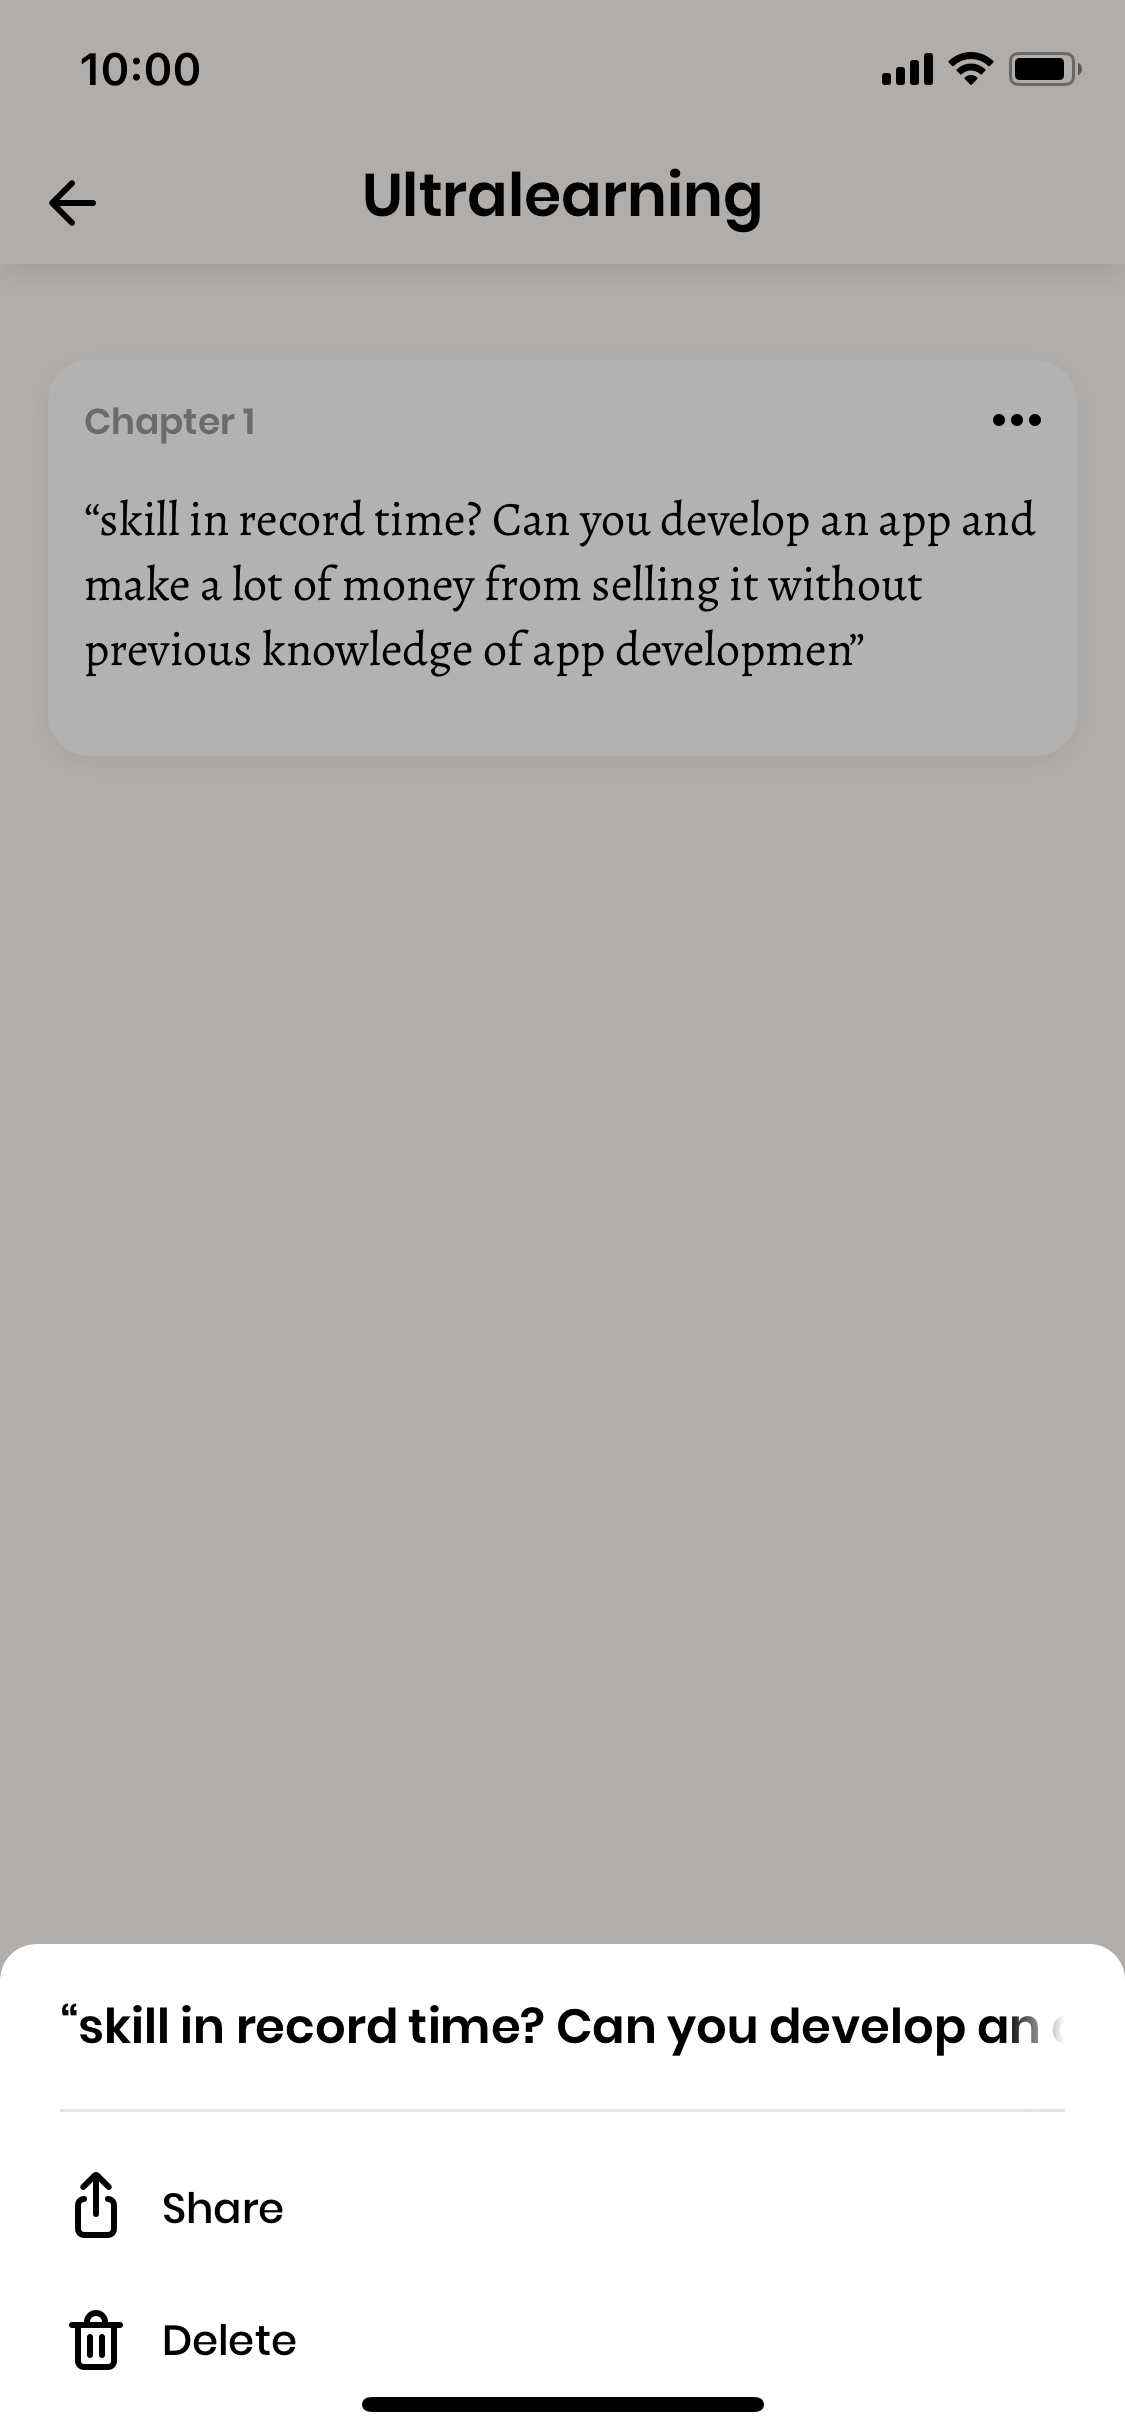 10:00
Ultralearning
Chapter 1
“skill in record time? Can you develop an app and
make a lot of money from selling it without
previous knowledge of app developmen”
“skill in record time? Can you develop an
Share
Delete